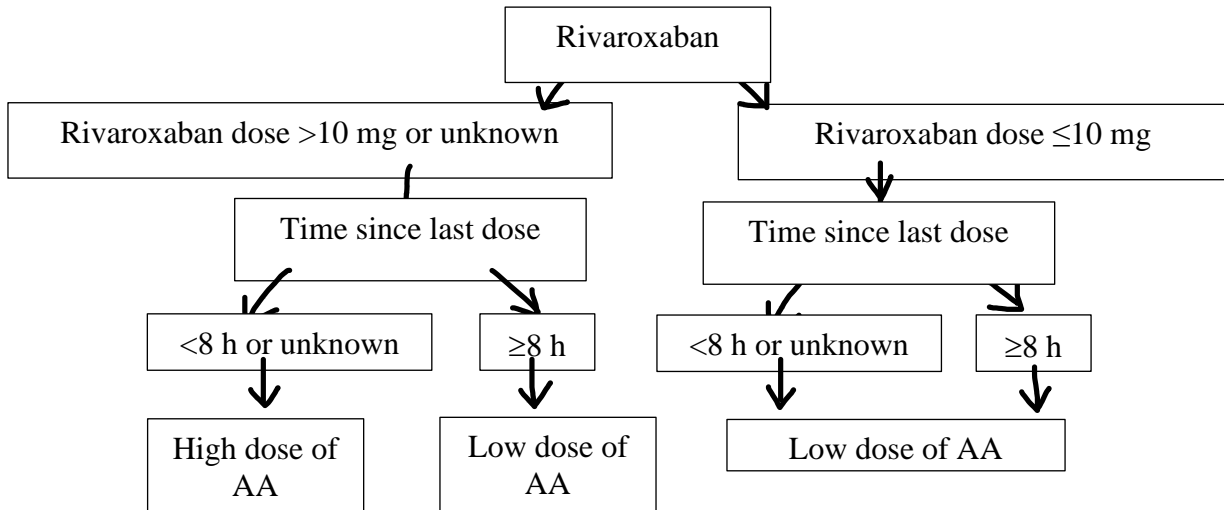 Rivaroxaban
Rivaroxaban dose >10 mg or unknown
Rivaroxaban dose ≤10 mg
Time since last dose
Time since last dose
<8 h or unknown
≥8 h
<8 h or unknown
≥8 h
High dose of
AA
Low dose of
AA
Low dose of AA